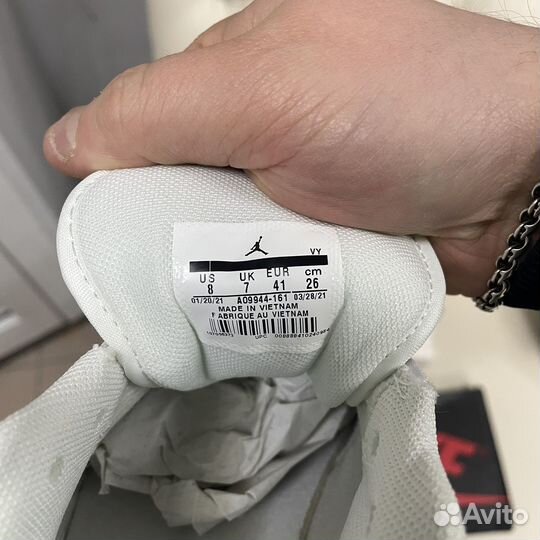 VY
US UK EUR cm
8 7 41 26
01/20/21 AO9944-161 03/28/21
MADE IN VIETNAM
FABRIQUE AU VIETNAM
UPC
Avito